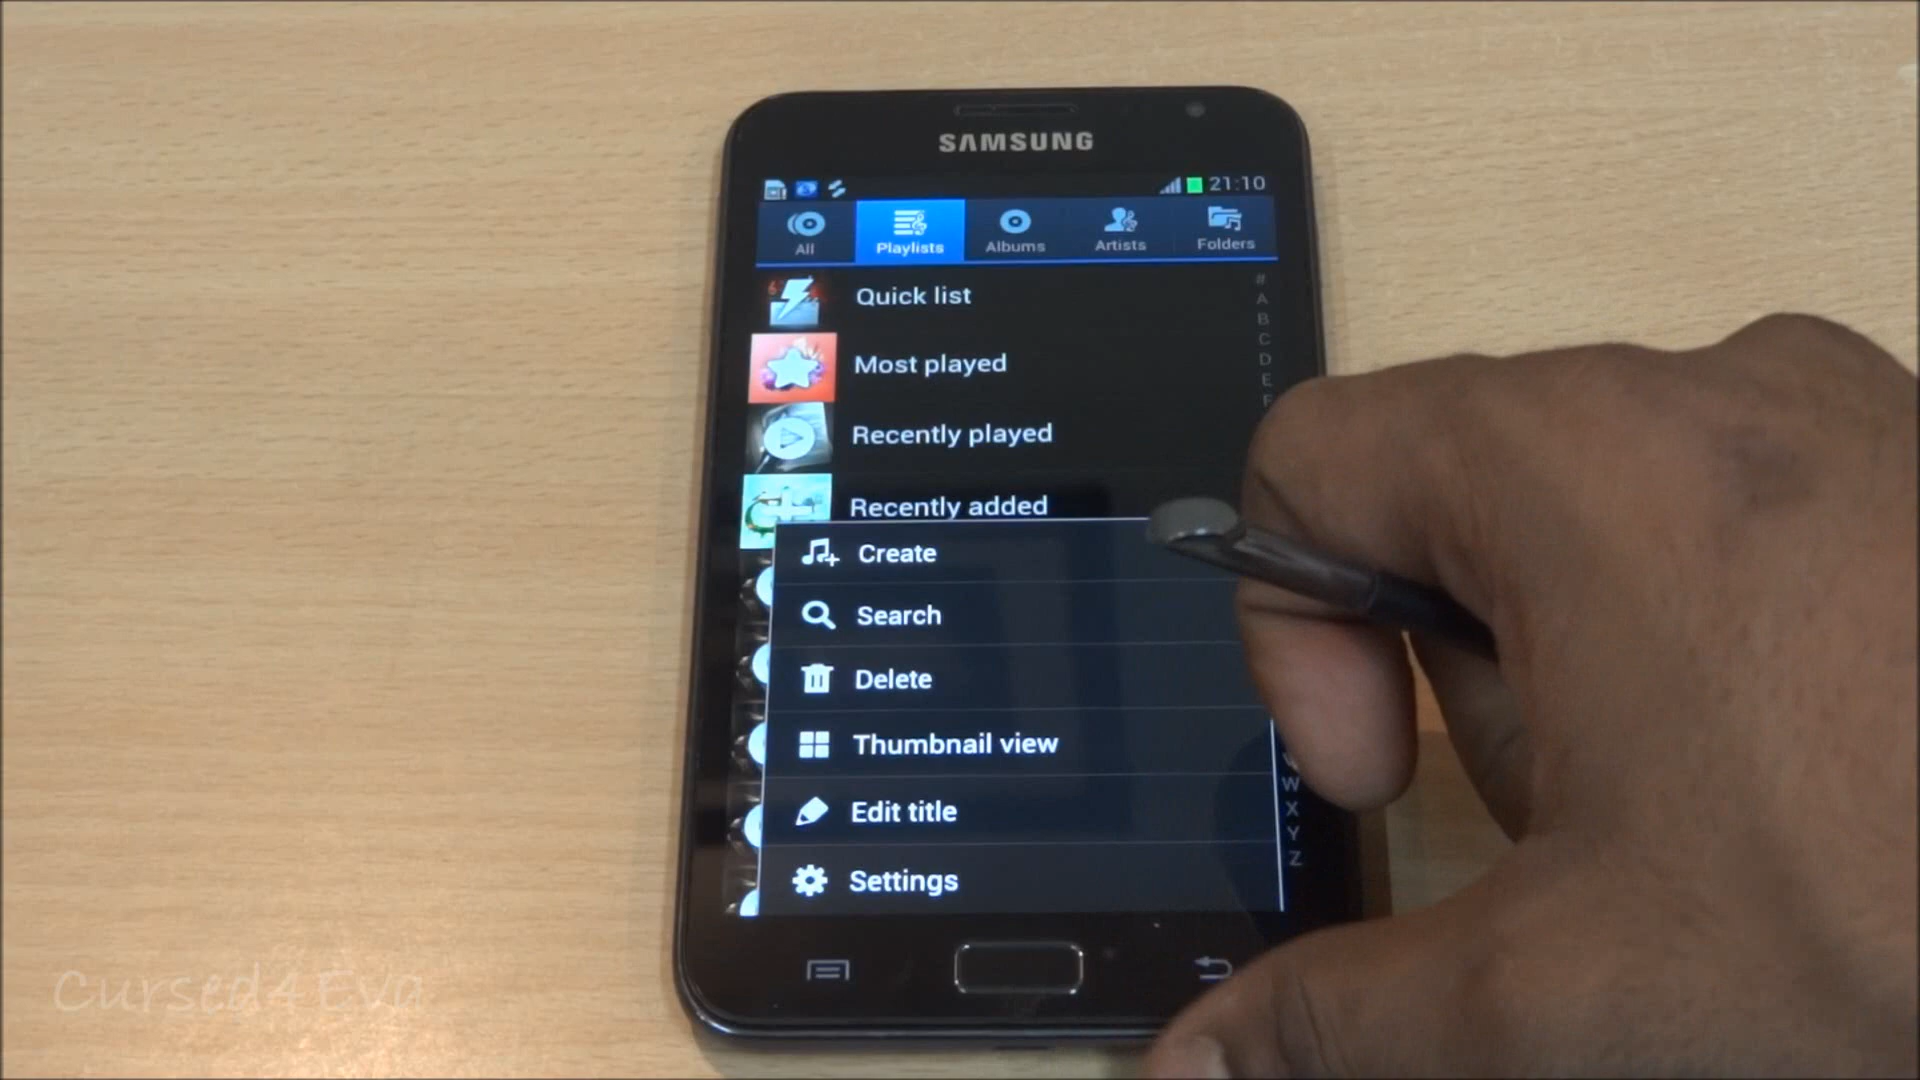 SAMSUNG
21:10
All
Playlists
Albums
Artists
Folders
Quick list
Most played
Recently played
Recently added
#
A
B
C
D
E
F
Create
Search
Delete
Thumbnail view
Edit title
Settings
W
X
Y
Z
Cursed4Eva